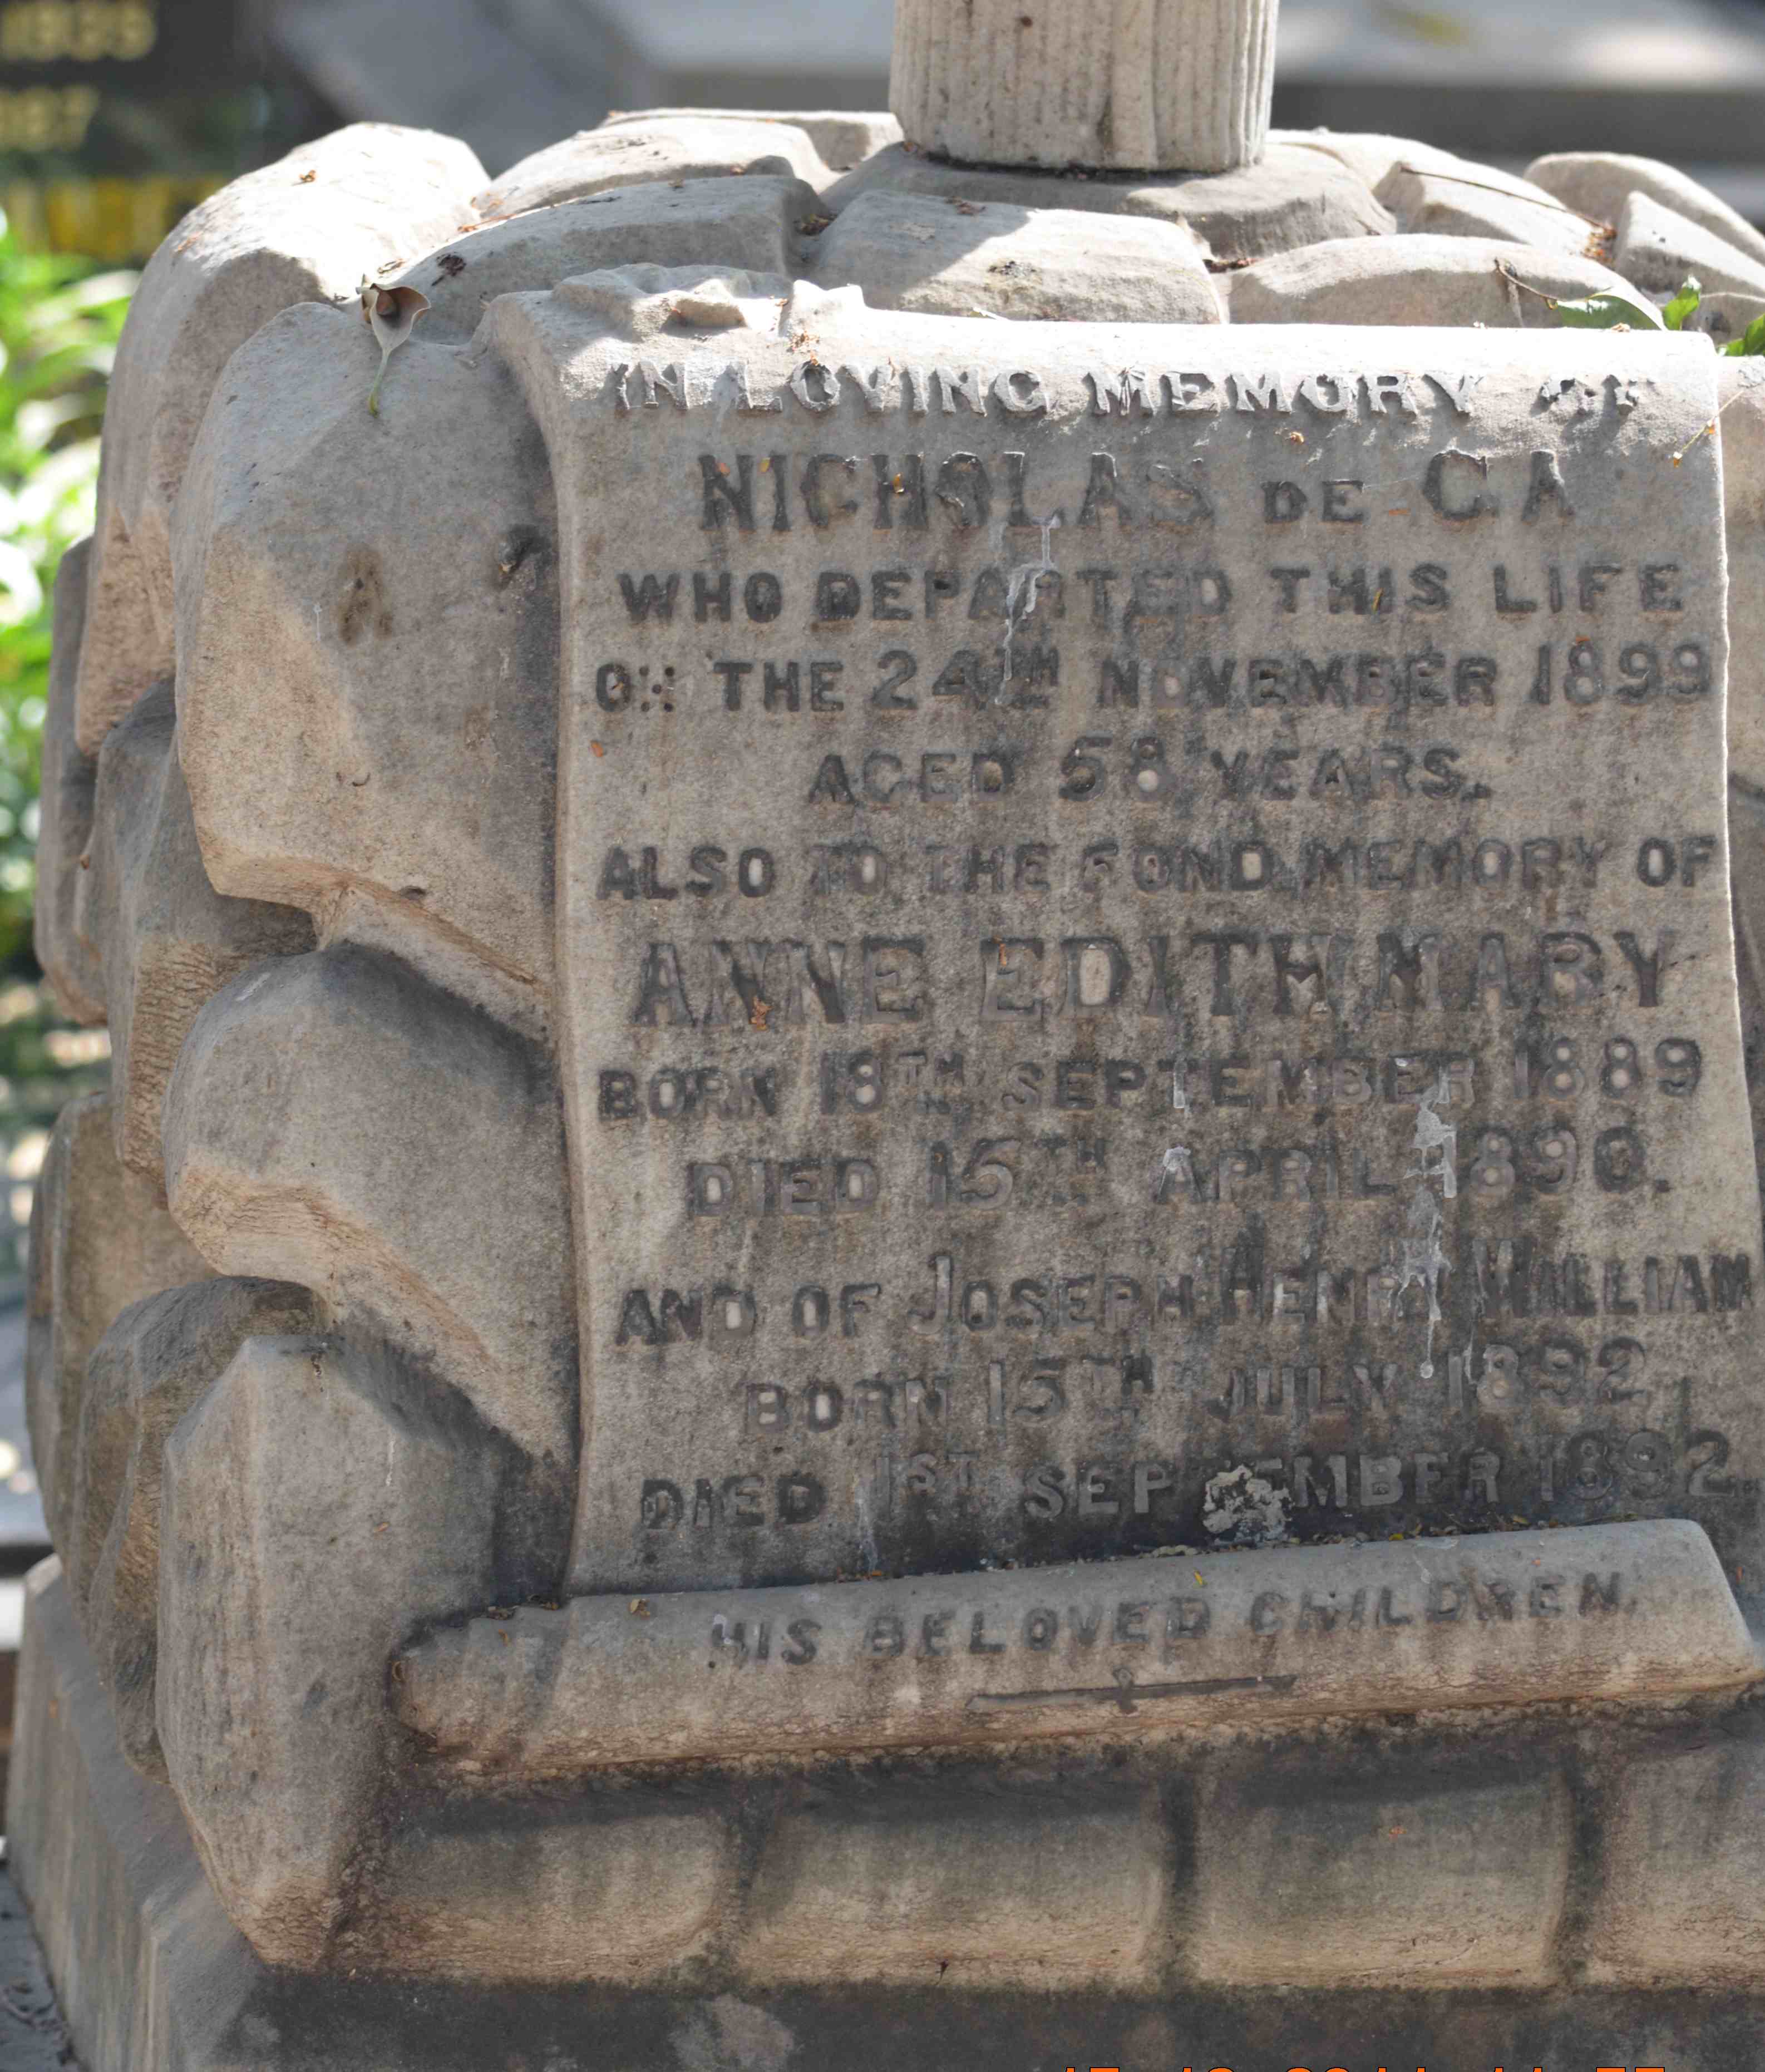 1899
IN LOVING MEMORY OF
NICHOLAS DE
WHO DEPARTED THIS LIFE
ON THE 24TH NOVEMBER 1899
AGED 58 YEARS.
ALSO TO THE FOND MEMORY OF
ANNE EDITH MARY
BORN 18TH SEPTEMBER 1889
DIED 15TH APRIL 1890.
AND OF JOSEPH HENRY WILLIAM
BORN 15TH JULY 1892
DIED 1ST SEPTEMBER 1892.
HIS BELOVED CHILDREN.